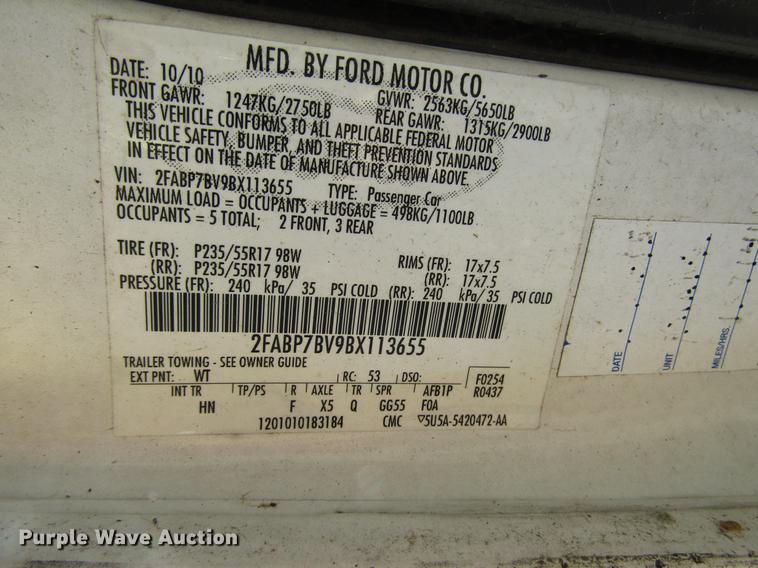 MFD. BY FORD MOTOR CO.
DATE: 10/10 GVWR: 2563KG/5650LB
FRONT GAWR: 1247KG/2750LB REAR GAWR: 1315KG/2900LB
THIS VEHICLE CONFORMS TO ALL APPLICABLE FEDERAL MOTOR
VEHICLE SAFETY, BUMPER, AND THEFT PREVENTION STANDARDS
IN EFFECT ON THE DATE OF MANUFACTURE SHOWN ABOVE.
VIN: 2FABP7BV9BX113655 TYPE: Passenger Car
MAXIMUM LOAD = OCCUPANTS + LUGGAGE = 498KG/1100LB
OCCUPANTS = 5 TOTAL; 2 FRONT, 3 REAR
TIRE (FR): P235/55R17 98W RIMS (FR): 17x7.5
(RR): P235/55R17 98W (RR): 17x7.5
PRESSURE (FR): 240 kPa/ 35 PSI COLD (RR): 240 kPa/ 35 PSI COLD
2FABP7BV9BX113655
TRAILER TOWING - SEE OWNER GUIDE
EXT PNT: WT RC: 53 DSO: F0254
INT TR TP/PS R AXLE TR SPR AFB1P R0437
HN F X5 Q GG55 F0A
1201010183184 CMC ▽5U5A-5420472-AA
DATE
UNIT
MILES/HRS.
Purple Wave Auction